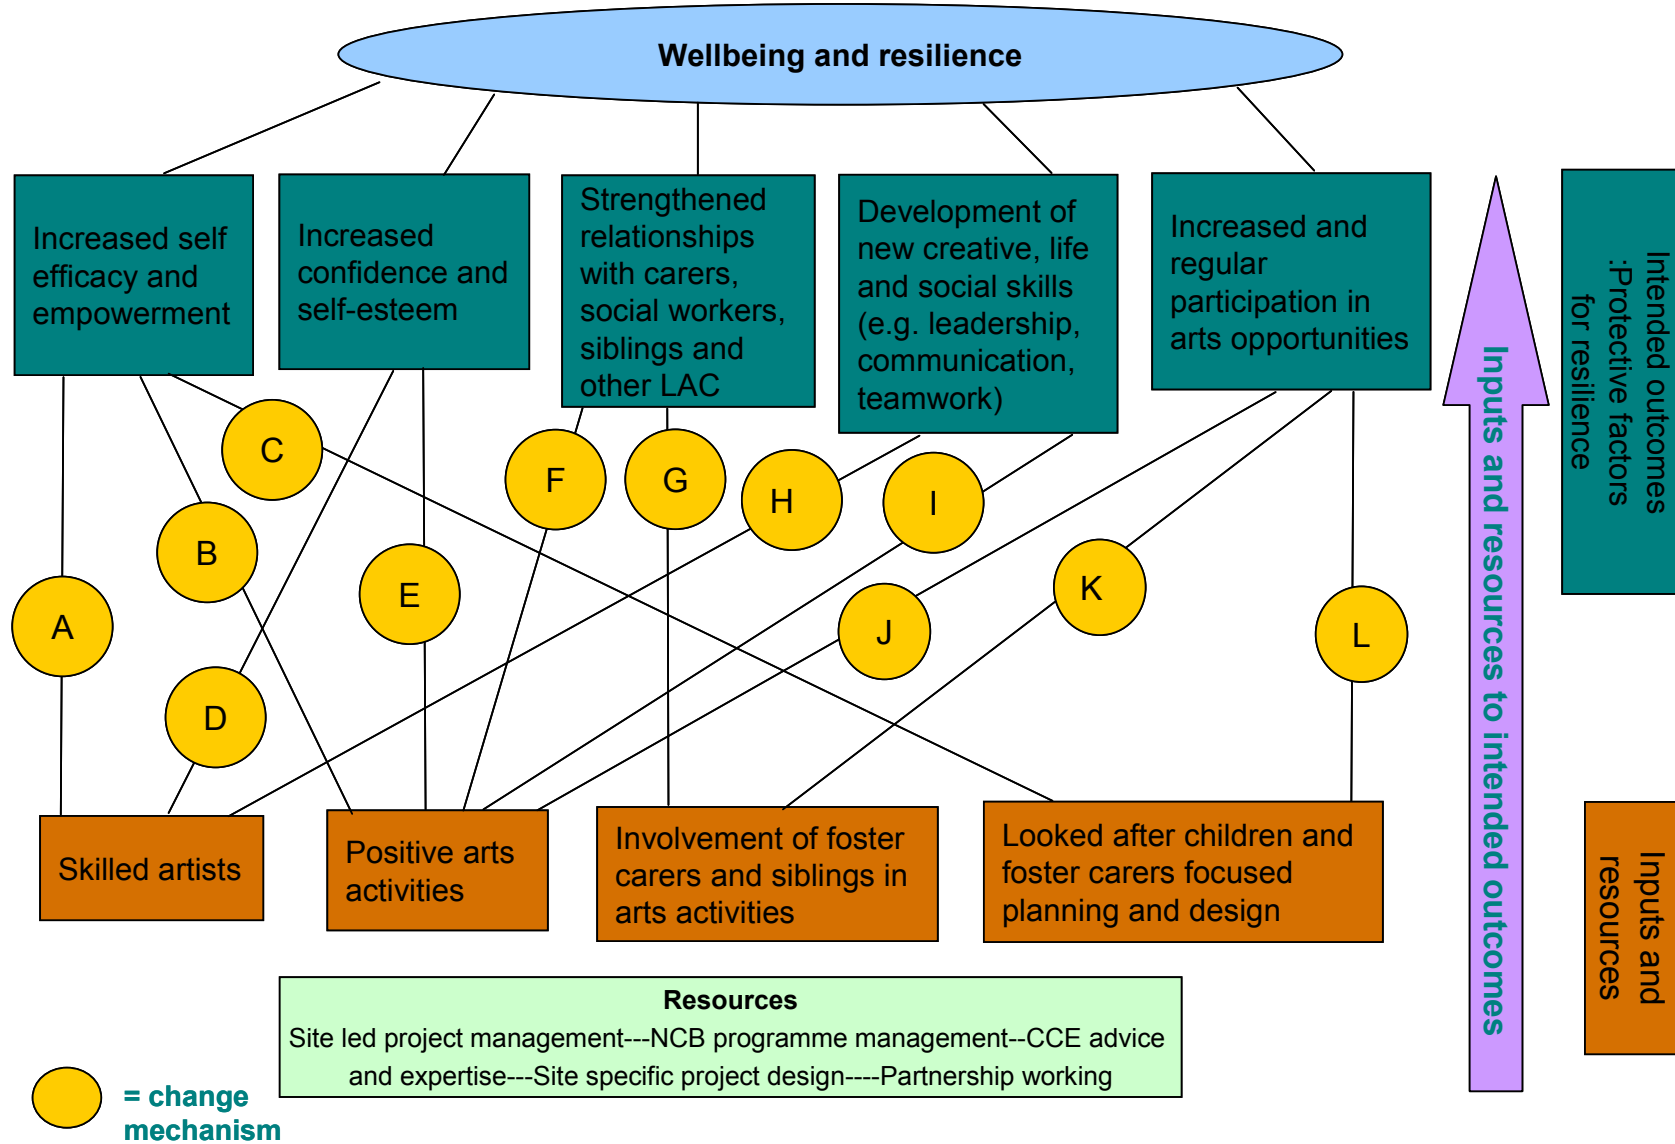 Wellbeing and resilience
Increased self
efficacy and
empowerment
Increased
confidence and
self-esteem
Strengthened
relationships
with carers,
social workers,
siblings and
other LAC
Development of
new creative, life
and social skills
(e.g. leadership,
communication,
teamwork)
Increased and
regular
participation in
arts opportunities
Intended outcomes
:Protective factors
for resilience
Inputs and resources to intended outcomes
A
B
C
D
E
F
G
H
I
J
K
L
Skilled artists
Positive arts
activities
Involvement of foster
carers and siblings in
arts activities
Looked after children and
foster carers focused
planning and design
Inputs and
resources
Resources
Site led project management---NCB programme management--CCE advice
and expertise---Site specific project design----Partnership working
= change
mechanism